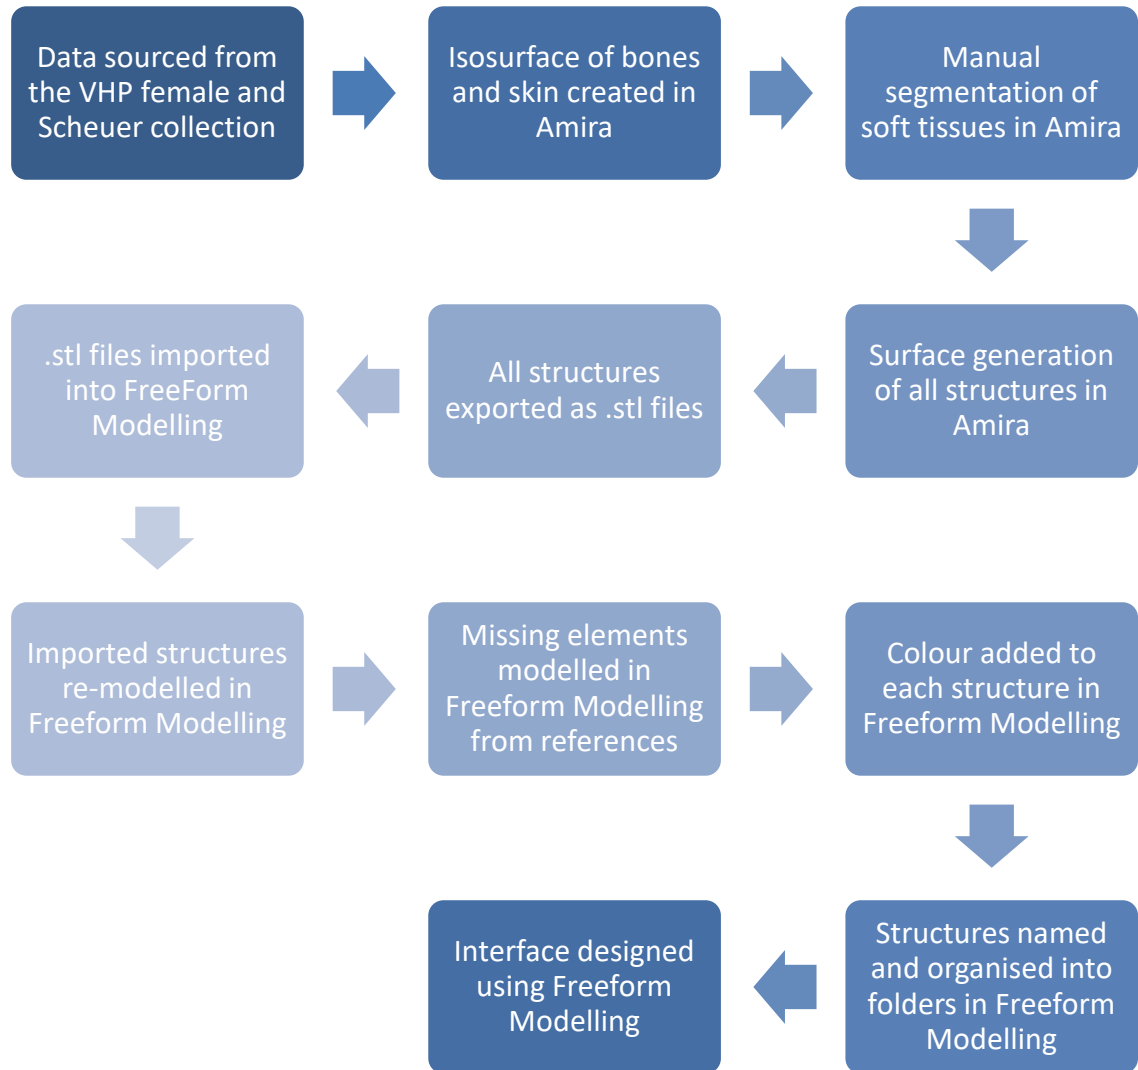 Data sourced from
the VHP female and
Scheuer collection
Isosurface of bones
and skin created in
Amira
Manual
segmentation of
soft tissues in Amira
Surface generation
of all structures in
Amira
All structures
exported as .stl files
.stl files imported
into FreeForm
Modelling
Imported structures
re-modelled in
Freeform Modelling
Missing elements
modelled in
Freeform Modelling
from references
Colour added to
each structure in
Freeform Modelling
Structures named
and organised into
folders in Freeform
Modelling
Interface designed
using Freeform
Modelling